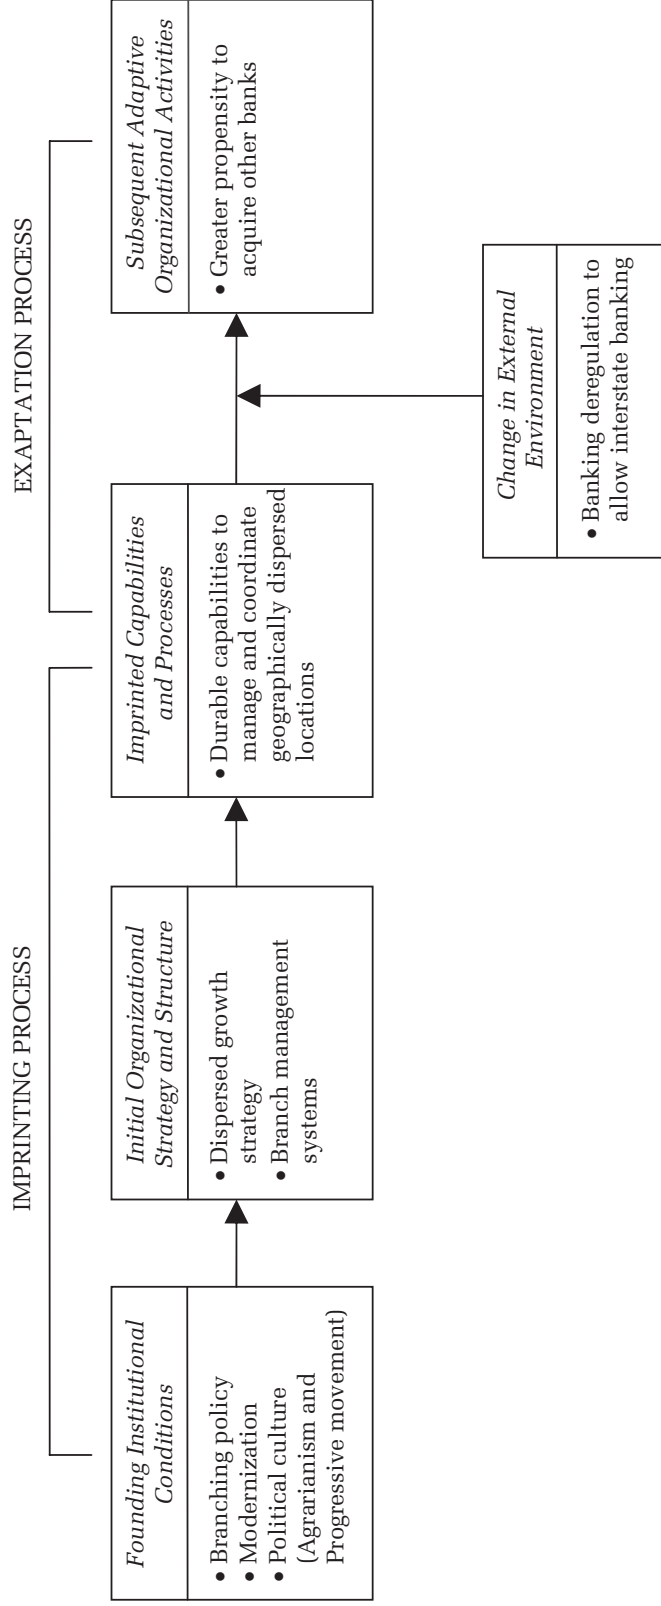 IMPRINTING PROCESS
EXAPTATION PROCESS
Founding Institutional
Conditions
• Branching policy
• Modernization
• Political culture
(Agrarianism and
Progressive movement)
Initial Organizational
Strategy and Structure
• Dispersed growth
strategy
• Branch management
systems
Imprinted Capabilities
and Processes
• Durable capabilities to
manage and coordinate
geographically dispersed
locations
Subsequent Adaptive
Organizational Activities
• Greater propensity to
acquire other banks
Change in External
Environment
• Banking deregulation to
allow interstate banking